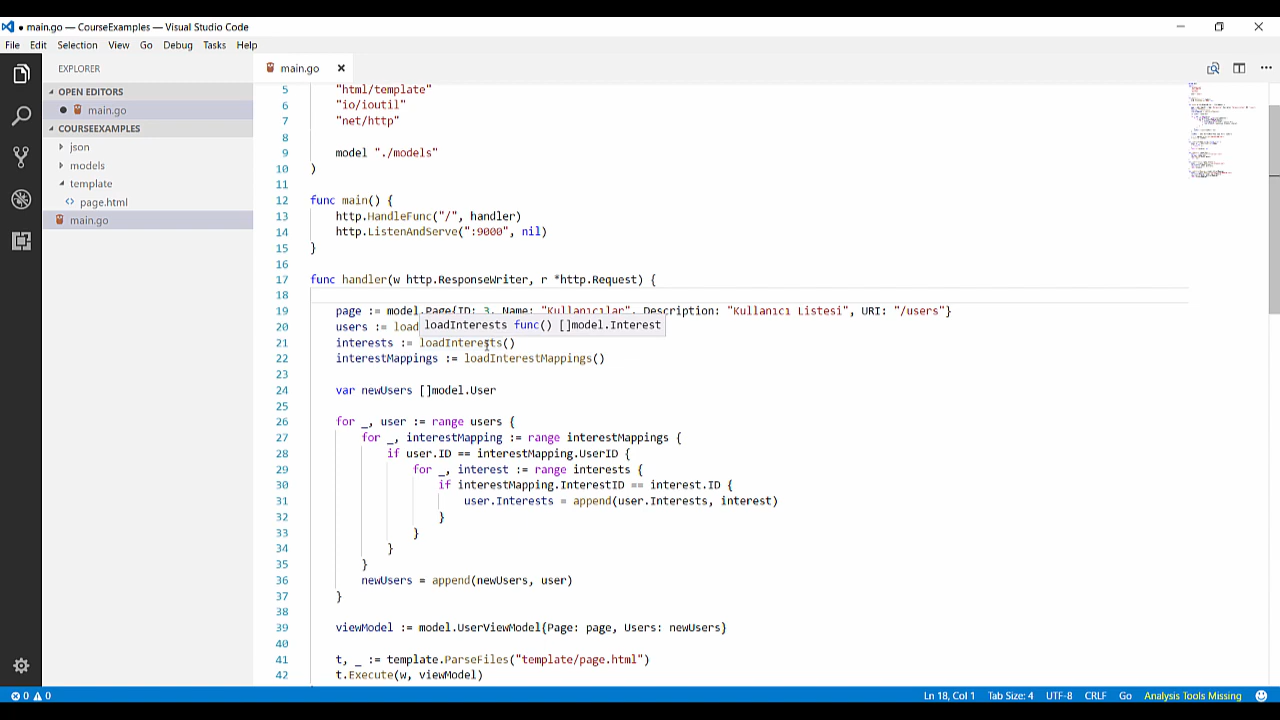 main.go — CourseExamples — Visual Studio Code
File Edit Selection View Go Debug Tasks Help
EXPLORER
OPEN EDITORS
main.go
COURSEEXAMPLES
json
models
template
page.html
main.go
main.go
5 "html/template"
6 "io/ioutil"
7 "net/http"
8
9 model "./models"
10 )
11
12 func main() {
13 http.HandleFunc("/", handler)
14 http.ListenAndServe(":9000", nil)
15 }
16
17 func handler(w http.ResponseWriter, r *http.Request) {
18
19 page := model.Page{ID: 3, Name: "Kullanıcılar", Description: "Kullanıcı Listesi", URI: "/users"}
20 users := load
loadInterests func() []model.Interest
21 interests := loadInterests()
22 interestMappings := loadInterestMappings()
23
24 var newUsers []model.User
25
26 for _, user := range users {
27 for _, interestMapping := range interestMappings {
28 if user.ID == interestMapping.UserID {
29 for _, interest := range interests {
30 if interestMapping.InterestID == interest.ID {
31 user.Interests = append(user.Interests, interest)
32 }
33 }
34 }
35 }
36 newUsers = append(newUsers, user)
37 }
38
39 viewModel := model.UserViewModel{Page: page, Users: newUsers}
40
41 t, _ := template.ParseFiles("template/page.html")
42 t.Execute(w, viewModel)
0 0 Ln 18, Col 1 Tab Size: 4 UTF-8 CRLF Go Analysis Tools Missing